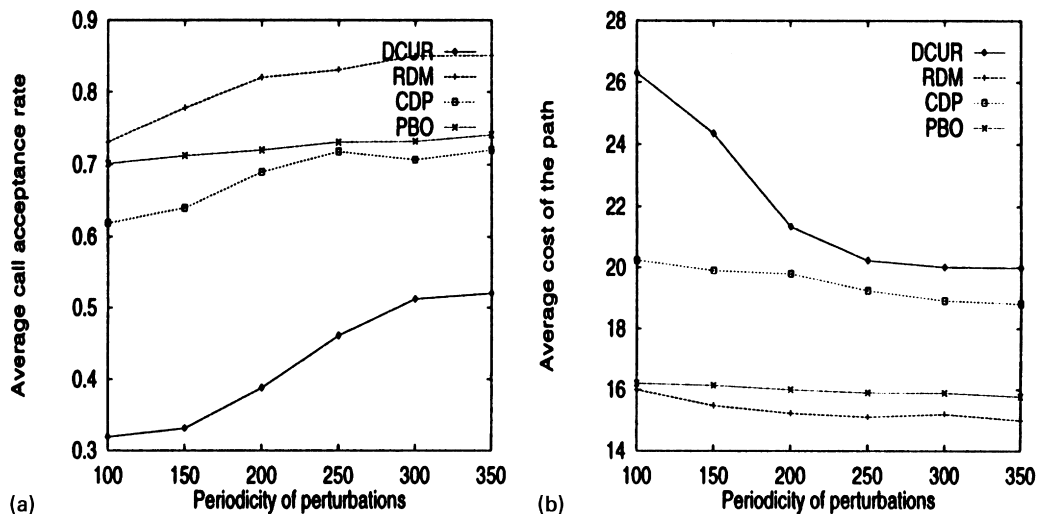 Average call acceptance rate
0.9
0.8
0.7
0.6
0.5
0.4
0.3
DCUR
RDM
CDP
PBO
100 150 200 250 300 350
Periodicity of perturbations
(a)
Average cost of the path
28
26
24
22
20
18
16
14
DCUR
RDM
CDP
PBO
100 150 200 250 300 350
Periodicity of perturbations
(b)